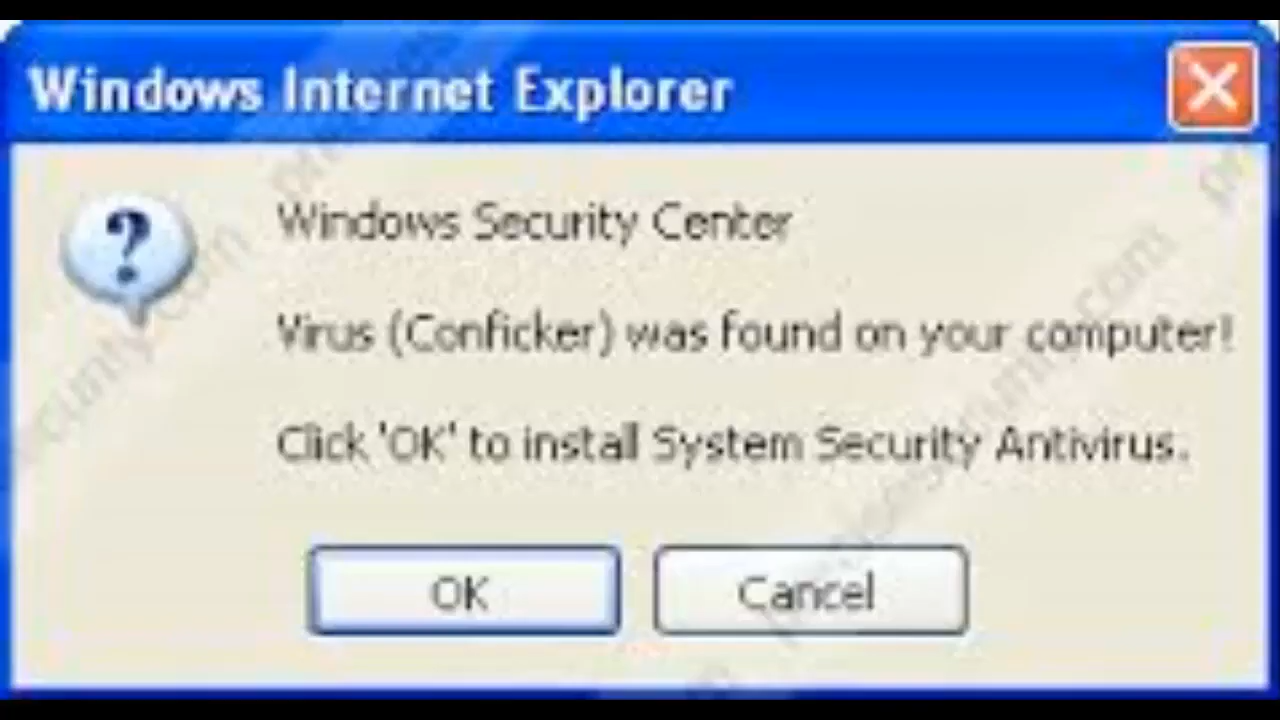 Windows Internet Explorer
Windows Security Center
Virus (Conficker) was found on your computer!
Click 'OK' to install System Security Antivirus.
OK
Cancel